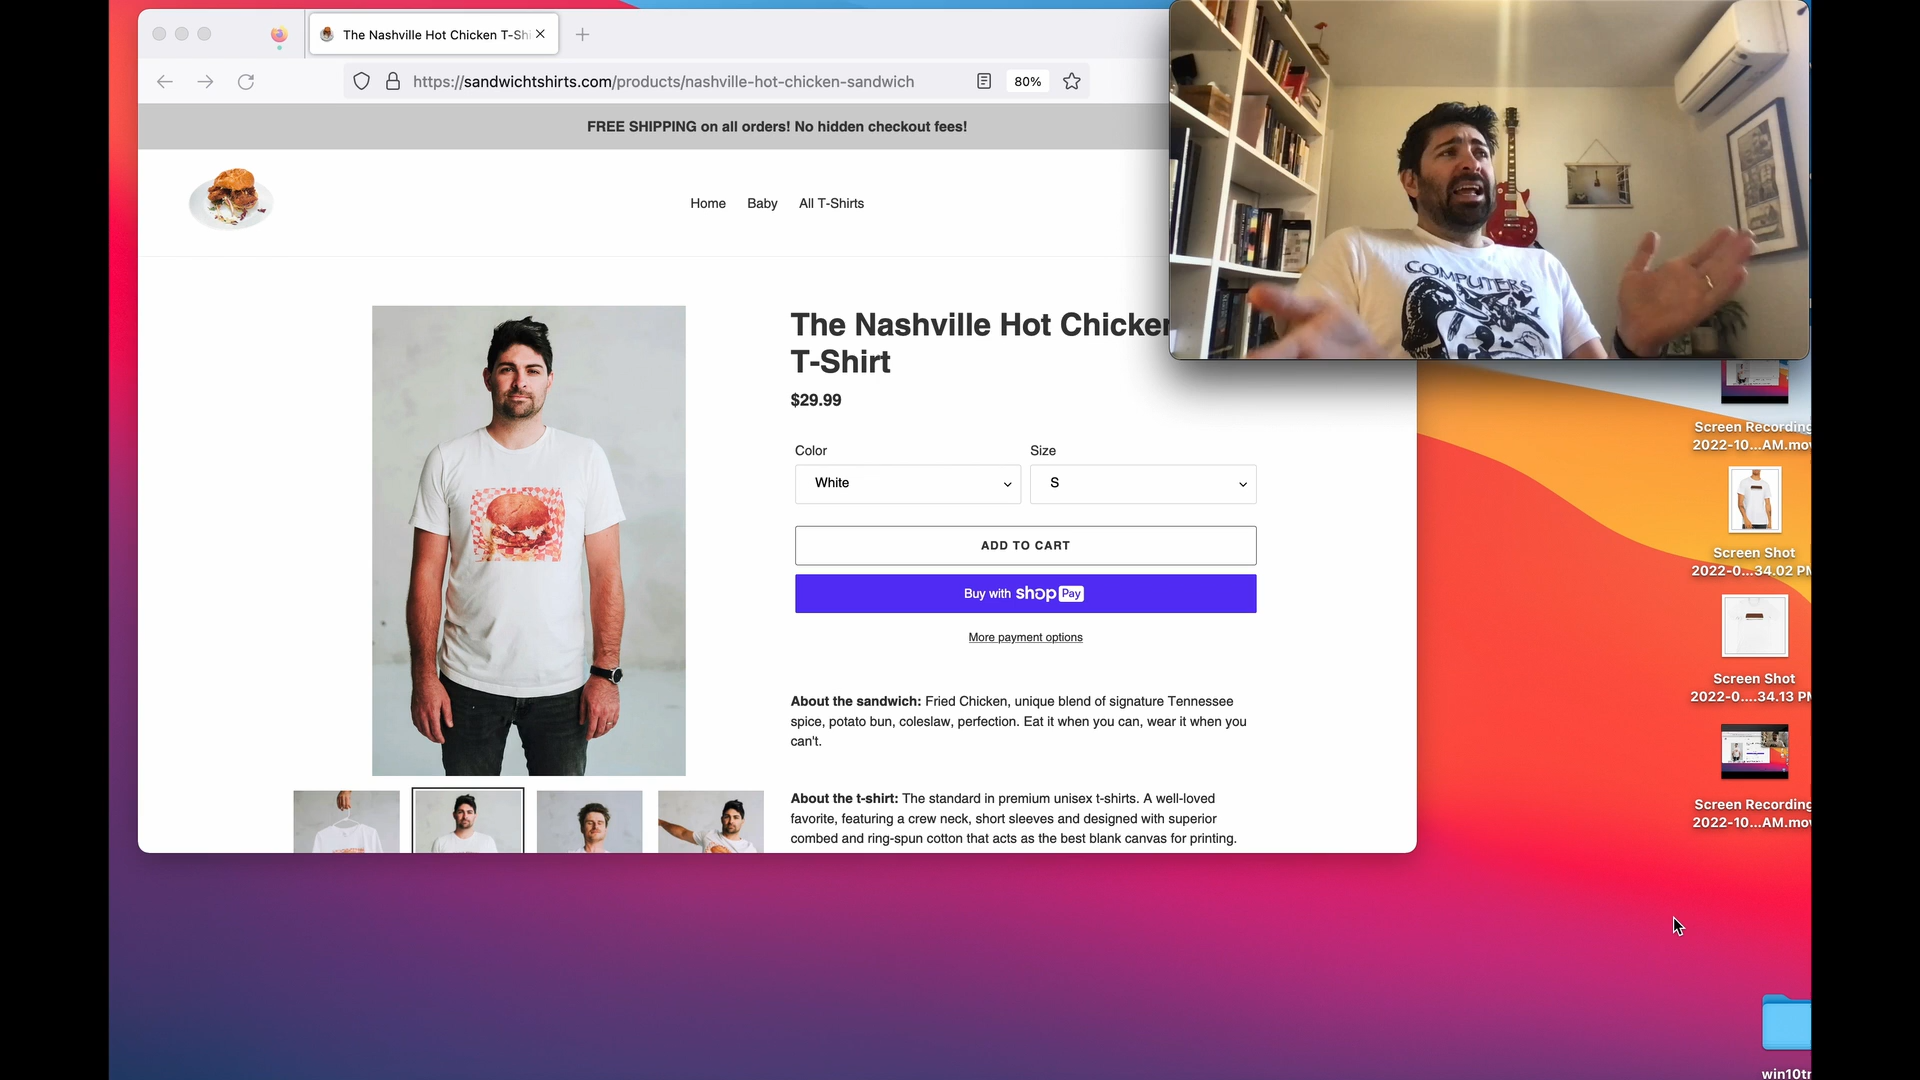 The Nashville Hot Chicken T-Shi
https://sandwichtshirts.com/products/nashville-hot-chicken-sandwich
80%
FREE SHIPPING on all orders! No hidden checkout fees!
Home Baby All T-Shirts
COMPUTERS
The Nashville Hot Chicken
T-Shirt
$29.99
Color Size
White S
ADD TO CART
Buy with shop Pay
More payment options
About the sandwich: Fried Chicken, unique blend of signature Tennessee
spice, potato bun, coleslaw, perfection. Eat it when you can, wear it when you
can't.
About the t-shirt: The standard in premium unisex t-shirts. A well-loved
favorite, featuring a crew neck, short sleeves and designed with superior
combed and ring-spun cotton that acts as the best blank canvas for printing.
Screen Recording
2022-10...AM.mov
Screen Shot
2022-0...34.02 PM
Screen Shot
2022-0....34.13 PM
Screen Recording
2022-10...AM.mov
win10tr